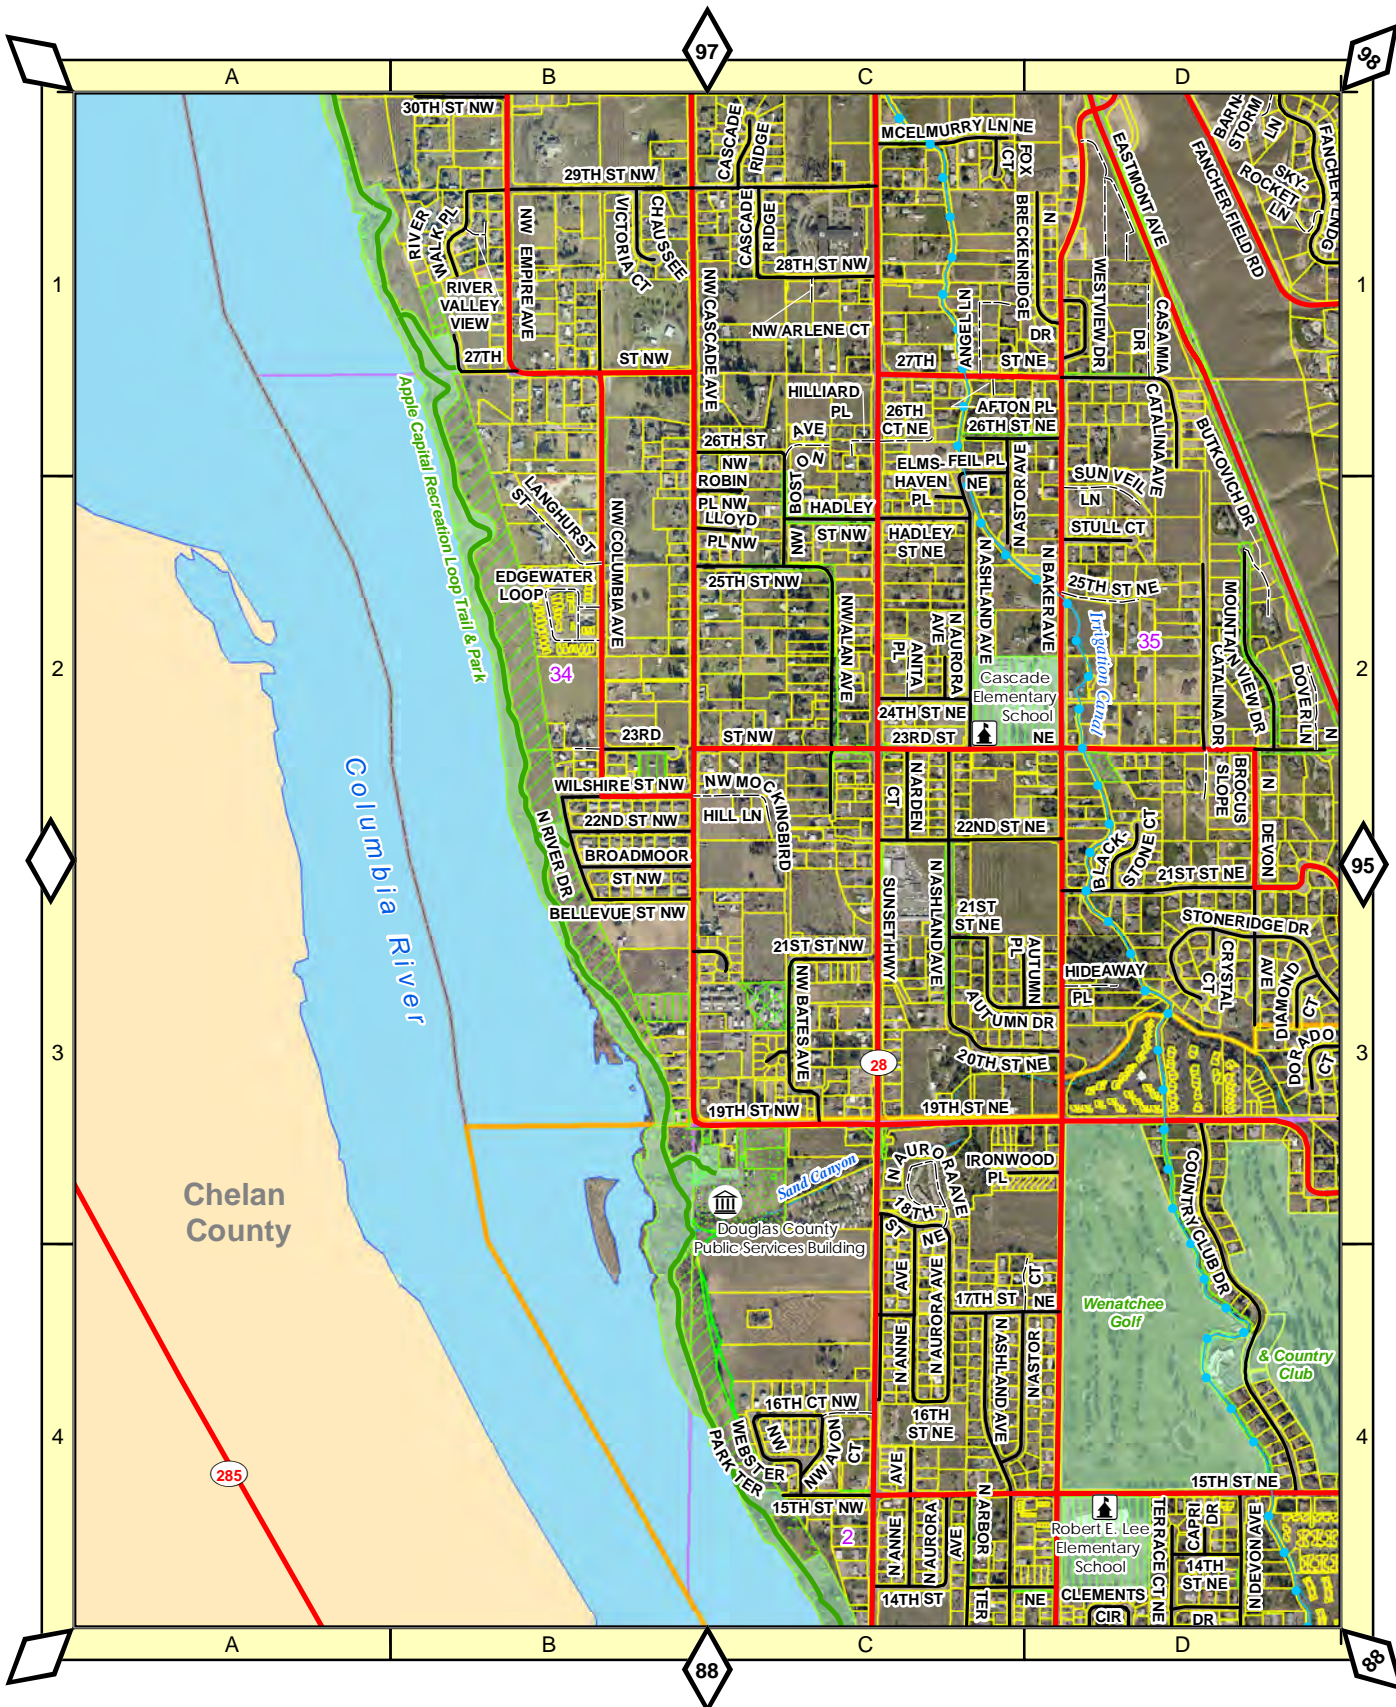 97
98
A
B
C
D
30TH ST NW
CASCADE
RIDGE
MCELMURRY LN NE
FOX
CT
EASTMONT AVE
FANCHER FIELD RD
BARN-
STORM
LN
SKY-
ROCKET
LN
FANCHER LNDG
29TH ST NW
RIVER
WALK PL
NW EMPIRE AVE
VICTORIA CT
CHAUSSEE
CASCADE
RIDGE
N
BRECKENRIDGE
DR
WESTVIEW DR
28TH ST NW
1
1
RIVER
VALLEY
VIEW
NW CASCADE AVE
NW ARLENE CT
ANGELL LN
CASA MIA
DR
27TH
ST NW
27TH
ST NE
HILLIARD
PL
26TH
CT NE
AFTON PL
26TH ST NE
CATALINA AVE
BUTKOVICH DR
Apple Capital Recreation Loop Trail & Park
26TH ST
NW
BOSTON
AVE
NW
ROBIN
PL NW
LLOYD
PL NW
ELMS-
HAVEN
PL
FEIL PL
NE
N ASTOR AVE
SUN VEIL
LN
STULL CT
LANGHURST
ST
NW COLUMBIA AVE
HADLEY
ST NW
HADLEY
ST NE
N ASHLAND AVE
N BAKER AVE
EDGEWATER
LOOP
25TH ST NW
25TH ST NE
NW ALAN AVE
ANITA
PL
N AURORA
AVE
Irrigation Canal
35
MOUNTAIN VIEW DR
CATALINA DR
DOVER LN
N
2
34
2
Cascade
Elementary
School
24TH ST NE
23RD
ST NW
23RD ST
NE
Columbia River
WILSHIRE ST NW
NW MOCKINGBIRD
HILL LN
N ARDEN
CT
SLOPE
BROCUS
N
DEVON
AVE
22ND ST NW
22ND ST NE
N RIVER DR
BROADMOOR
ST NW
BLACK-
STONE CT
95
BELLEVUE ST NW
SUNSET HWY
N ASHLAND AVE
21ST
ST NE
21ST ST NE
STONERIDGE DR
21ST ST NW
AUTUMN
PL
HIDEAWAY
PL
CRYSTAL
CT
DIAMOND
CT
NW BATES AVE
AUTUMN DR
20TH ST NE
DORADO
CT
3
28
3
19TH ST NW
19TH ST NE
Sand Canyon
N AURORA AVE
IRONWOOD
PL
COUNTRY CLUB DR
Chelan
County
Douglas County
Public Services Building
18TH
ST
NE
N ANNE
AVE
N AURORA AVE
17TH ST
NE
CT
N ASTOR
N ASHLAND AVE
Wenatchee
Golf
& Country
Club
16TH CT NW
16TH
ST NE
4
4
NW
WEBSTER
PARK TER
TER
NW AVON
CT
285
15TH ST NW
15TH ST NE
2
N ANNE
AVE
N AURORA
AVE
N ARBOR
TER
Robert E. Lee
Elementary
School
TERRACE CT NE
CAPRI
DR
14TH
ST NE
N DEVON AVE
14TH ST
NE
CLEMENTS
CIR
DR
A
B
C
D
88
88